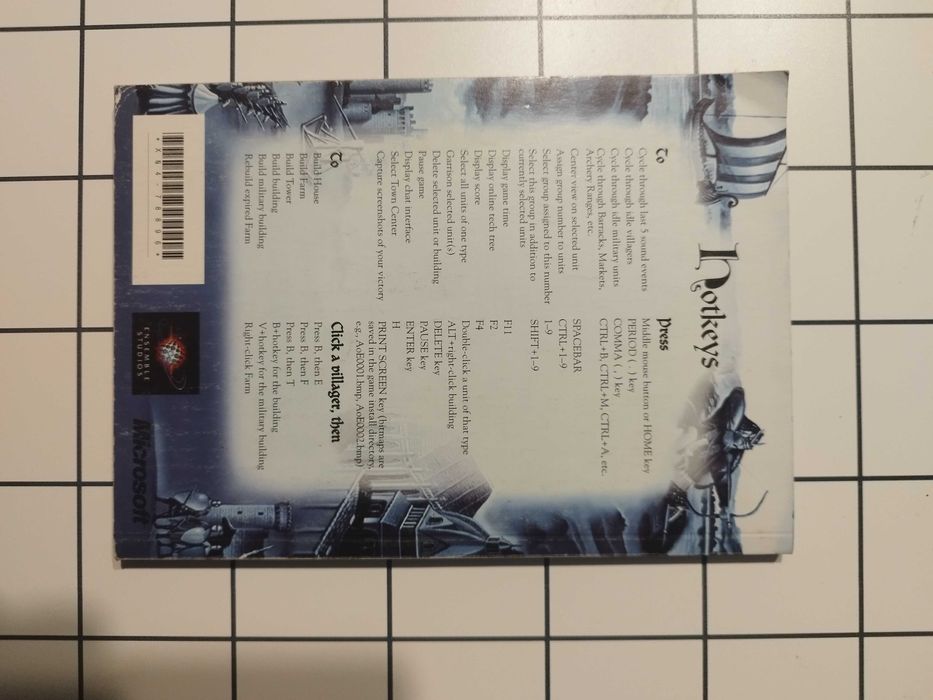 Hotkeys
To Press
Cycle through last 5 sound events Middle mouse button or HOME key
Cycle through idle villagers PERIOD ( . ) key
Cycle through idle military units COMMA ( , ) key
Cycle through Barracks, Markets, CTRL+B, CTRL+M, CTRL+A, etc.
Archery Ranges, etc.
Center view on selected unit SPACEBAR
Assign group number to units CTRL+1–9
Select group assigned to this number 1–9
Select this group in addition to SHIFT+1–9
currently selected units
Display game time F11
Display online tech tree F2
Display score F4
Select all units of one type Double-click a unit of that type
Garrison selected unit(s) ALT+right-click building
Delete selected unit or building DELETE key
Pause game PAUSE key
Display chat interface ENTER key
Select Town Center H
Capture screenshots of your victory PRINT SCREEN key (bitmaps are
saved in the game install directory,
e.g., AoE0001.bmp, AoE0002.bmp)
To Click a villager, then
Build House Press B, then E
Build Farm Press B, then F
Build Tower Press B, then T
Build building B+hotkey for the building
Build military building V+hotkey for the military building
Rebuild expired Farm Right-click Farm
*XN4-76896*
ENSEMBLE
STUDIOS
Microsoft